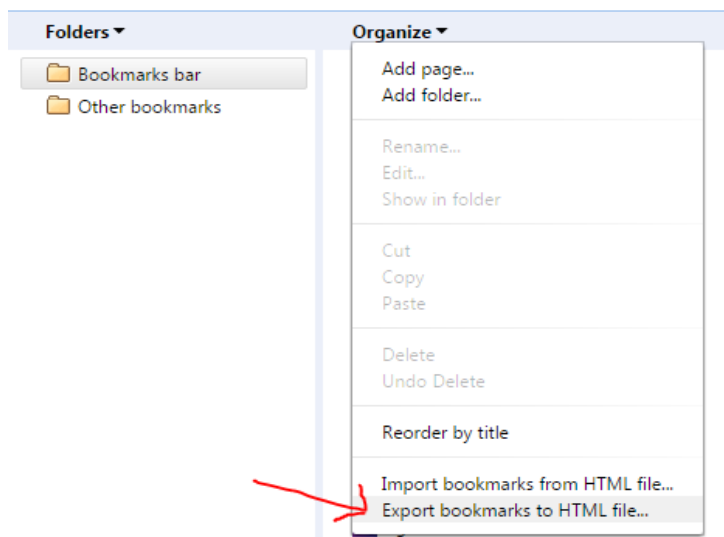 Folders ▾
Organize ▾
Bookmarks bar
Other bookmarks
Add page...
Add folder...
Rename...
Edit...
Show in folder
Cut
Copy
Paste
Delete
Undo Delete
Reorder by title
Import bookmarks from HTML file...
Export bookmarks to HTML file...